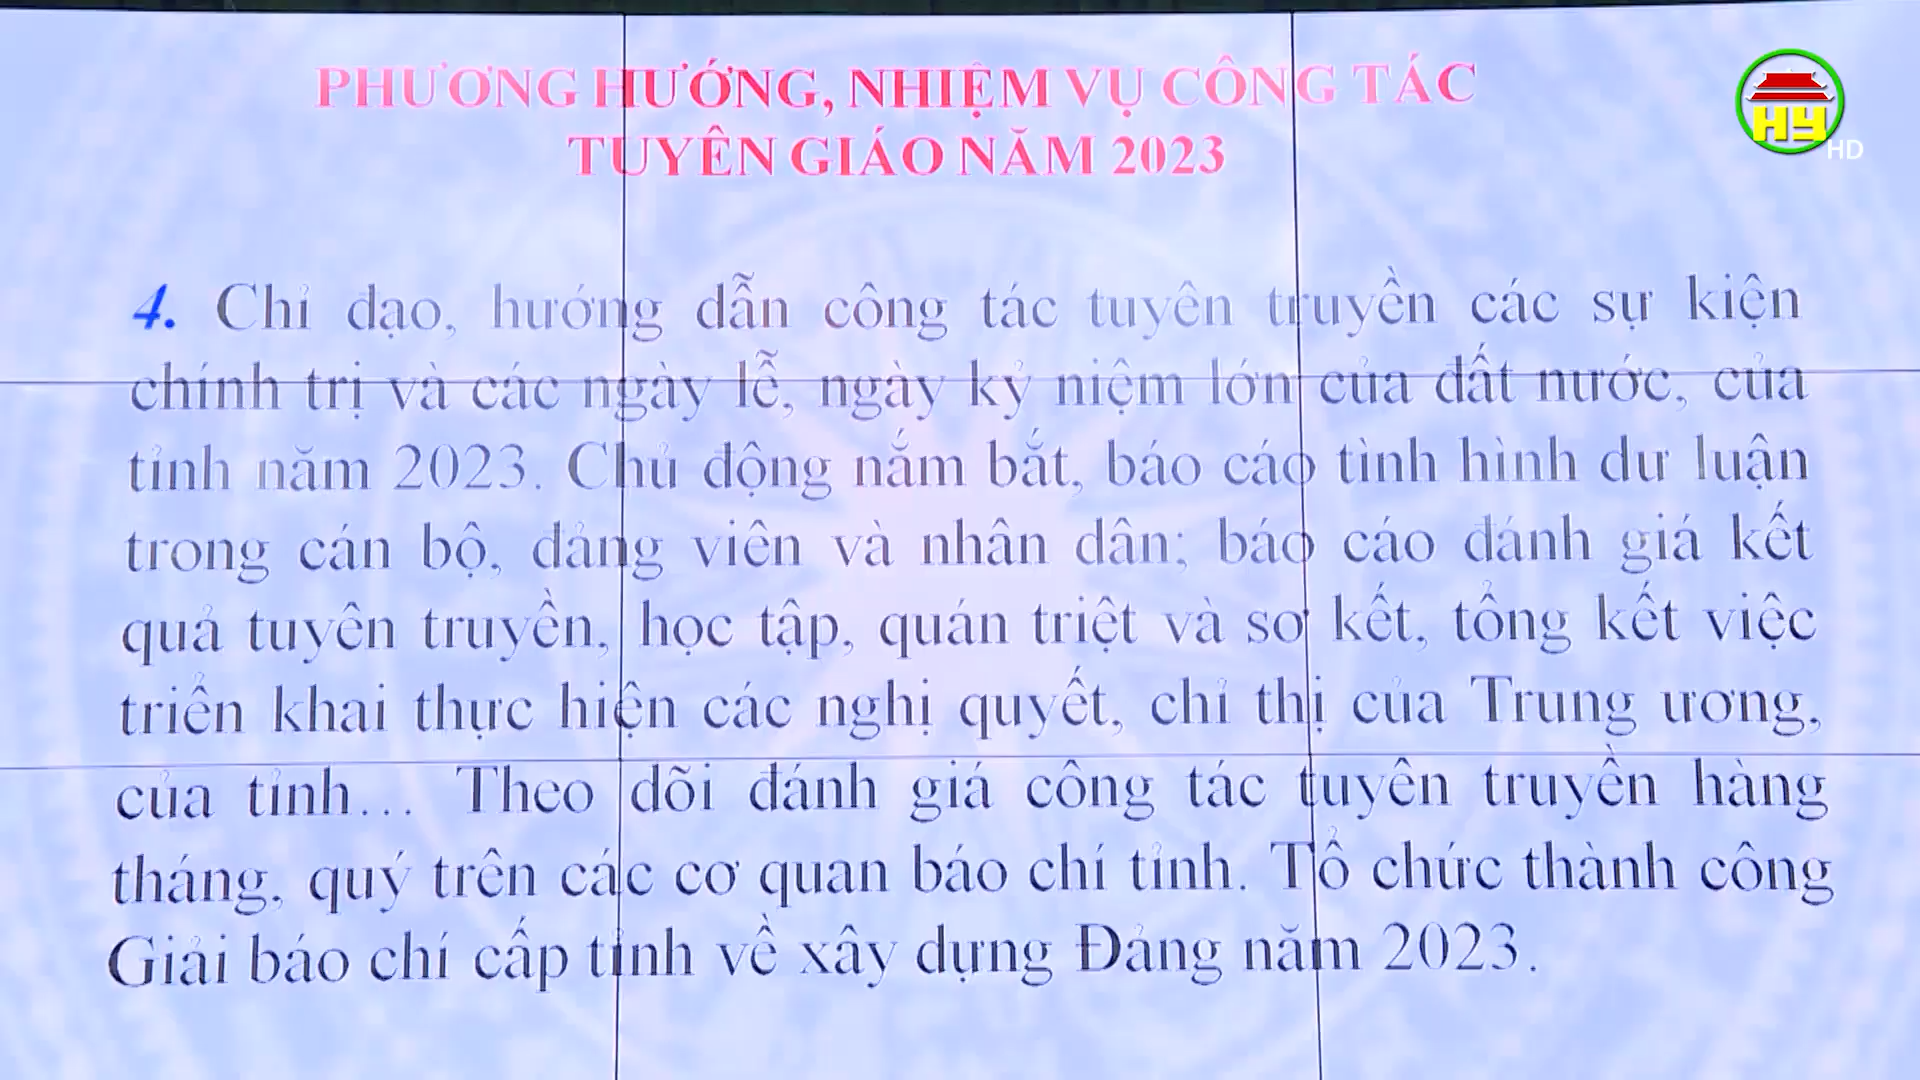 PHƯƠNG HƯỚNG, NHIỆM VỤ CÔNG TÁC
TUYÊN GIÁO NĂM 2023
HY
HD
4. Chỉ đạo, hướng dẫn công tác tuyên truyền các sự kiện
chính trị và các ngày lễ, ngày kỷ niệm lớn của đất nước, của
tỉnh năm 2023. Chủ động nắm bắt, báo cáo tình hình dư luận
trong cán bộ, đảng viên và nhân dân; báo cáo đánh giá kết
quả tuyên truyền, học tập, quán triệt và sơ kết, tổng kết việc
triển khai thực hiện các nghị quyết, chỉ thị của Trung ương,
của tỉnh... Theo dõi đánh giá công tác tuyên truyền hàng
tháng, quý trên các cơ quan báo chí tỉnh. Tổ chức thành công
Giải báo chí cấp tỉnh về xây dựng Đảng năm 2023.